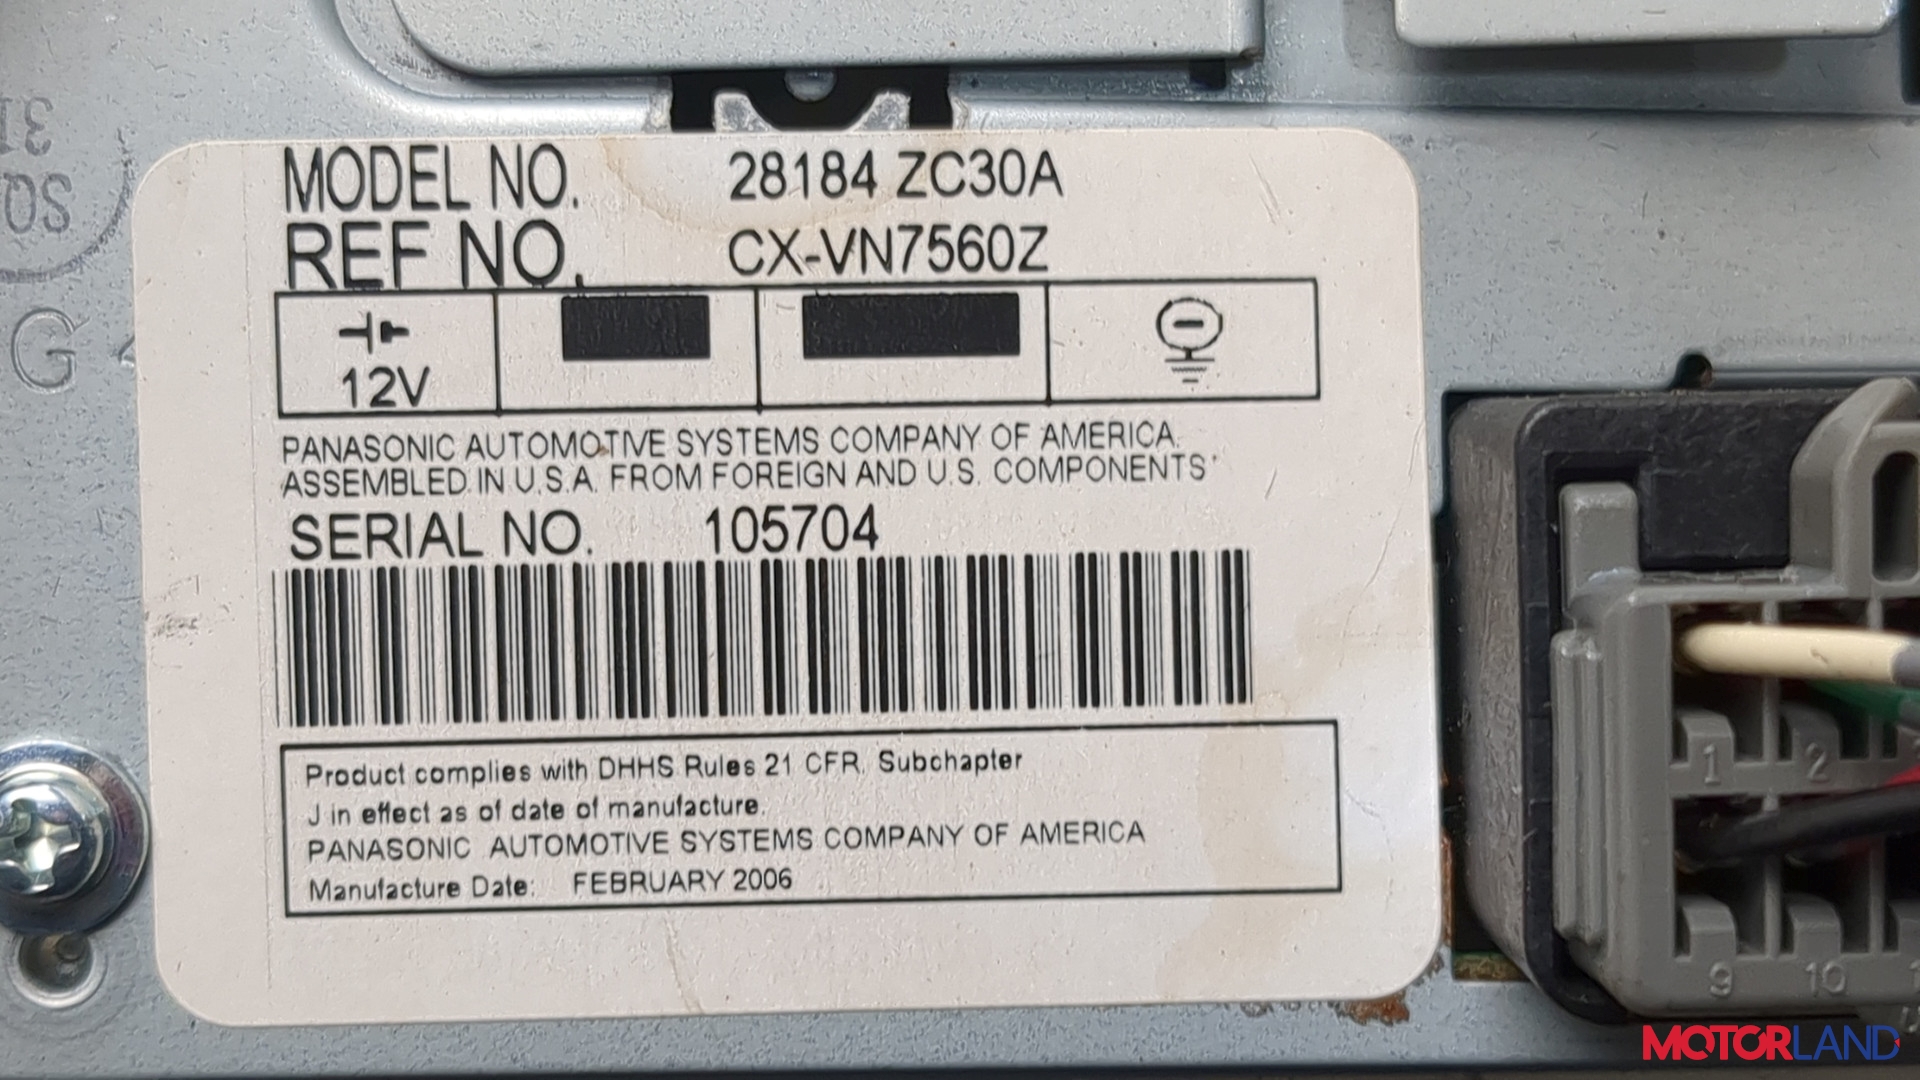 MODEL NO. 28184 ZC30A
REF NO. CX-VN7560Z
12V
PANASONIC AUTOMOTIVE SYSTEMS COMPANY OF AMERICA.
ASSEMBLED IN U.S.A. FROM FOREIGN AND U.S. COMPONENTS
SERIAL NO. 105704
Product complies with DHHS Rules 21 CFR, Subchapter
J in effect as of date of manufacture.
PANASONIC AUTOMOTIVE SYSTEMS COMPANY OF AMERICA
Manufacture Date: FEBRUARY 2006
G
1 2
9 10
MOTORLAND